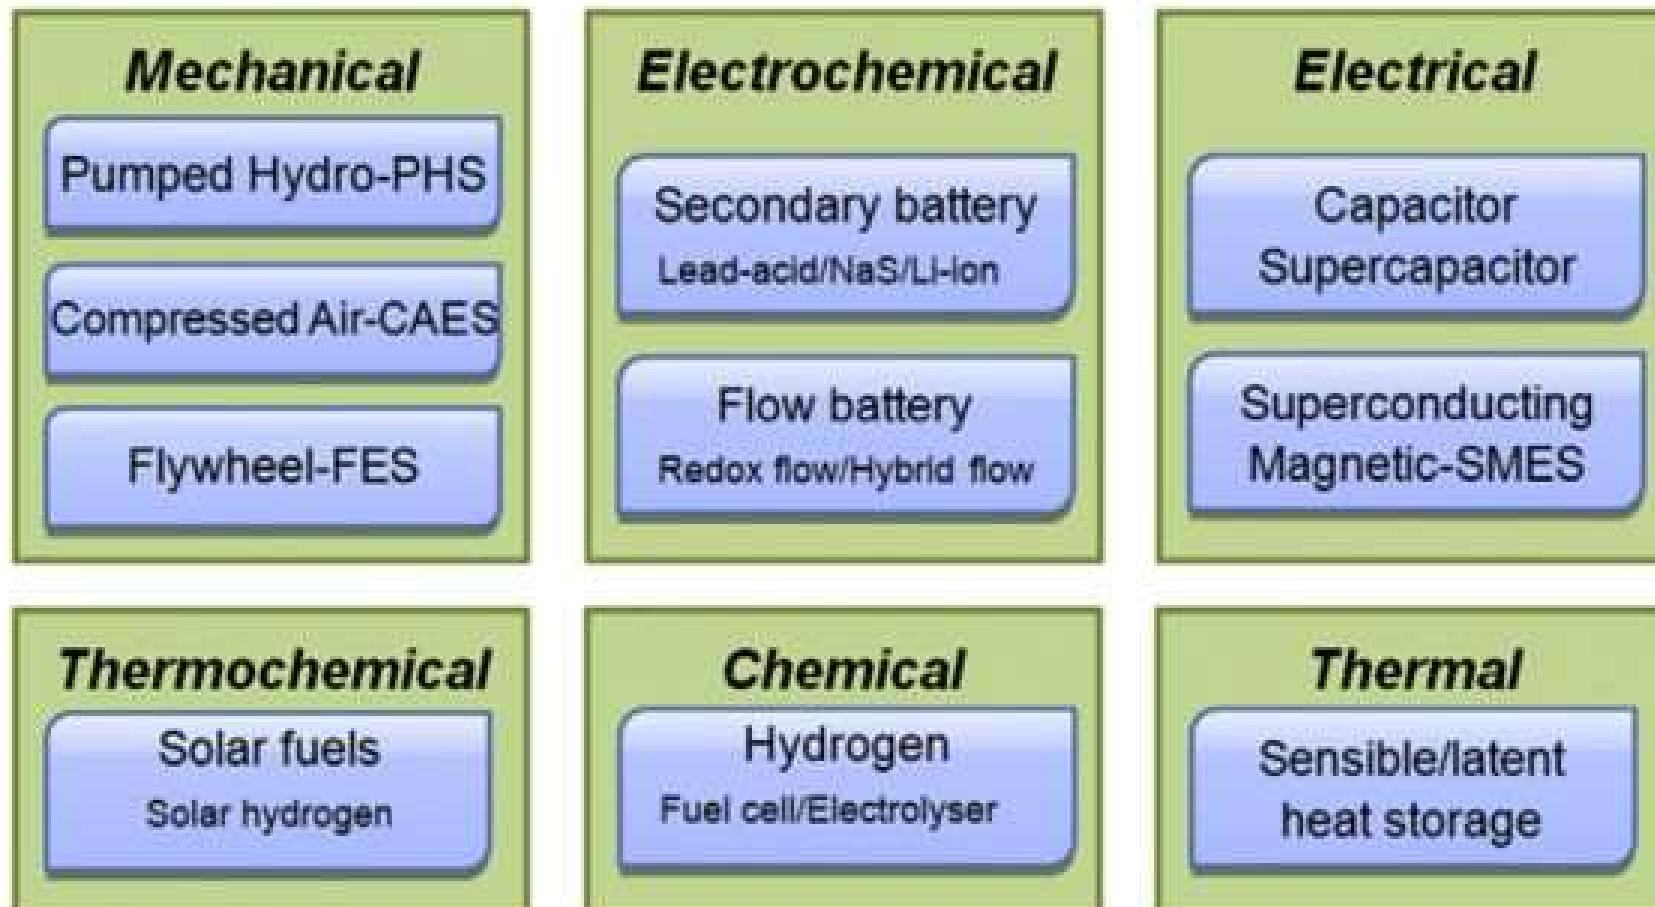 Mechanical
Pumped Hydro-PHS
Compressed Air-CAES
Flywheel-FES
Electrochemical
Secondary battery
Lead-acid/NaS/Li-ion
Flow battery
Redox flow/Hybrid flow
Electrical
Capacitor
Supercapacitor
Superconducting
Magnetic-SMES
Thermochemical
Solar fuels
Solar hydrogen
Chemical
Hydrogen
Fuel cell/Electrolyser
Thermal
Sensible/latent
heat storage